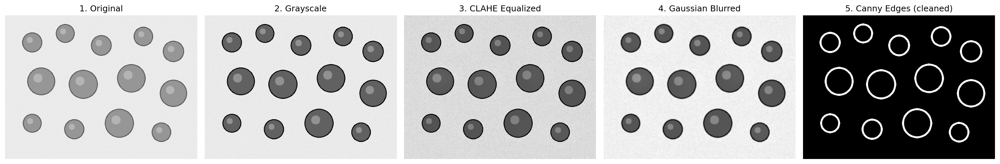 1. Original
2. Grayscale
3. CLAHE Equalized
4. Gaussian Blurred
5. Canny Edges (cleaned)